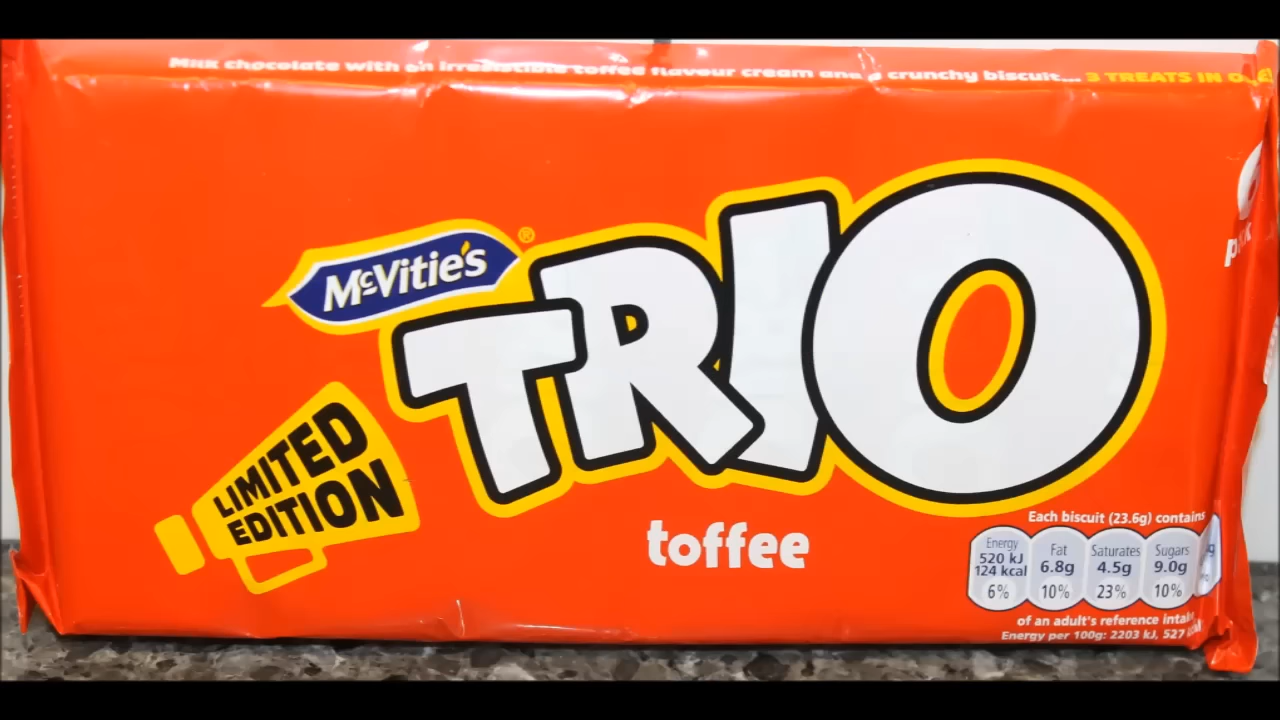 Milk chocolate with an irresistible toffee flavour cream and a crunchy biscuit... 3 TREATS IN ONE!
McVitie's®
TRIO
LIMITED
EDITION
toffee
Each biscuit (23.6g) contains
Energy Fat Saturates Sugars
520 kJ
124 kcal 6.8g 4.5g 9.0g
6% 10% 23% 10%
of an adult's reference intake
Energy per 100g: 2203 kJ, 527